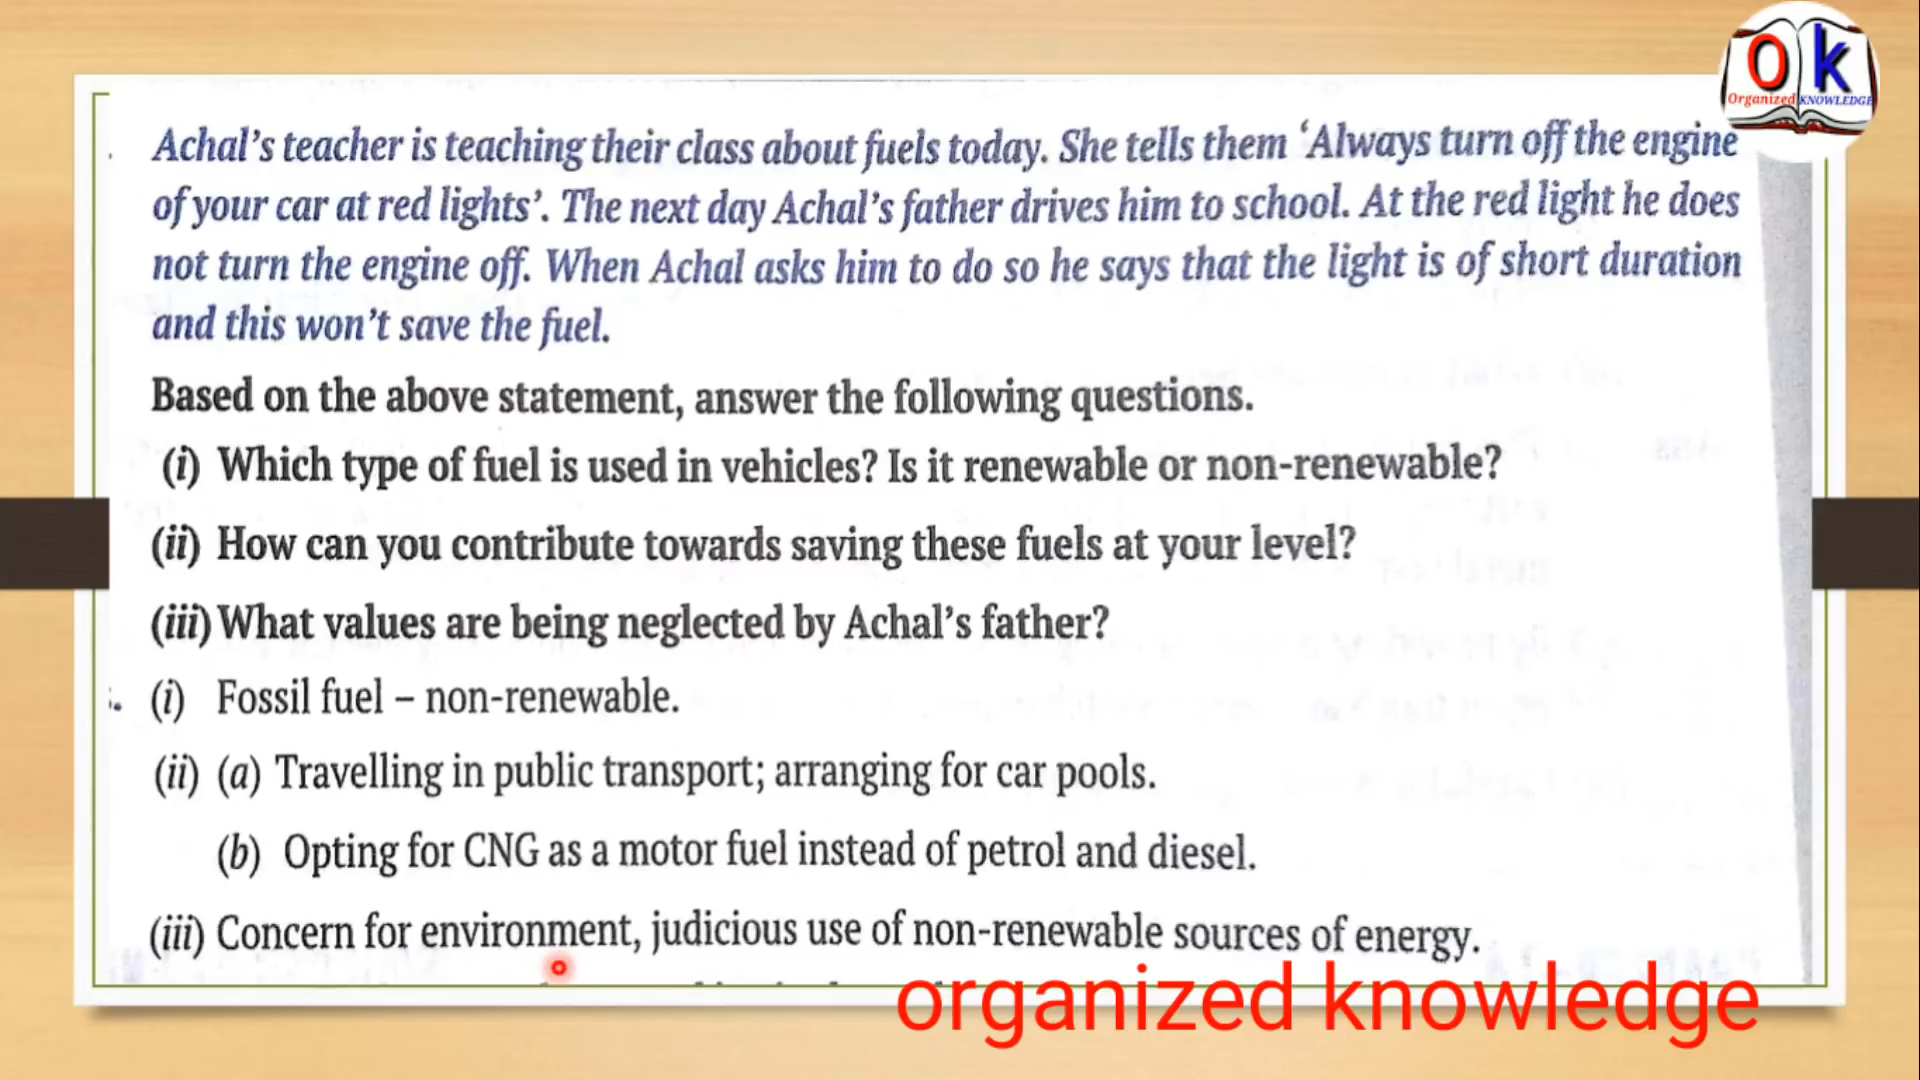 O k
Organized KNOWLEDGE
Achal's teacher is teaching their class about fuels today. She tells them ‘Always turn off the engine
of your car at red lights’. The next day Achal's father drives him to school. At the red light he does
not turn the engine off. When Achal asks him to do so he says that the light is of short duration
and this won't save the fuel.
Based on the above statement, answer the following questions.
(i) Which type of fuel is used in vehicles? Is it renewable or non-renewable?
(ii) How can you contribute towards saving these fuels at your level?
(iii) What values are being neglected by Achal's father?
(i) Fossil fuel – non-renewable.
(ii) (a) Travelling in public transport; arranging for car pools.
(b) Opting for CNG as a motor fuel instead of petrol and diesel.
(iii) Concern for environment, judicious use of non-renewable sources of energy.
organized knowledge